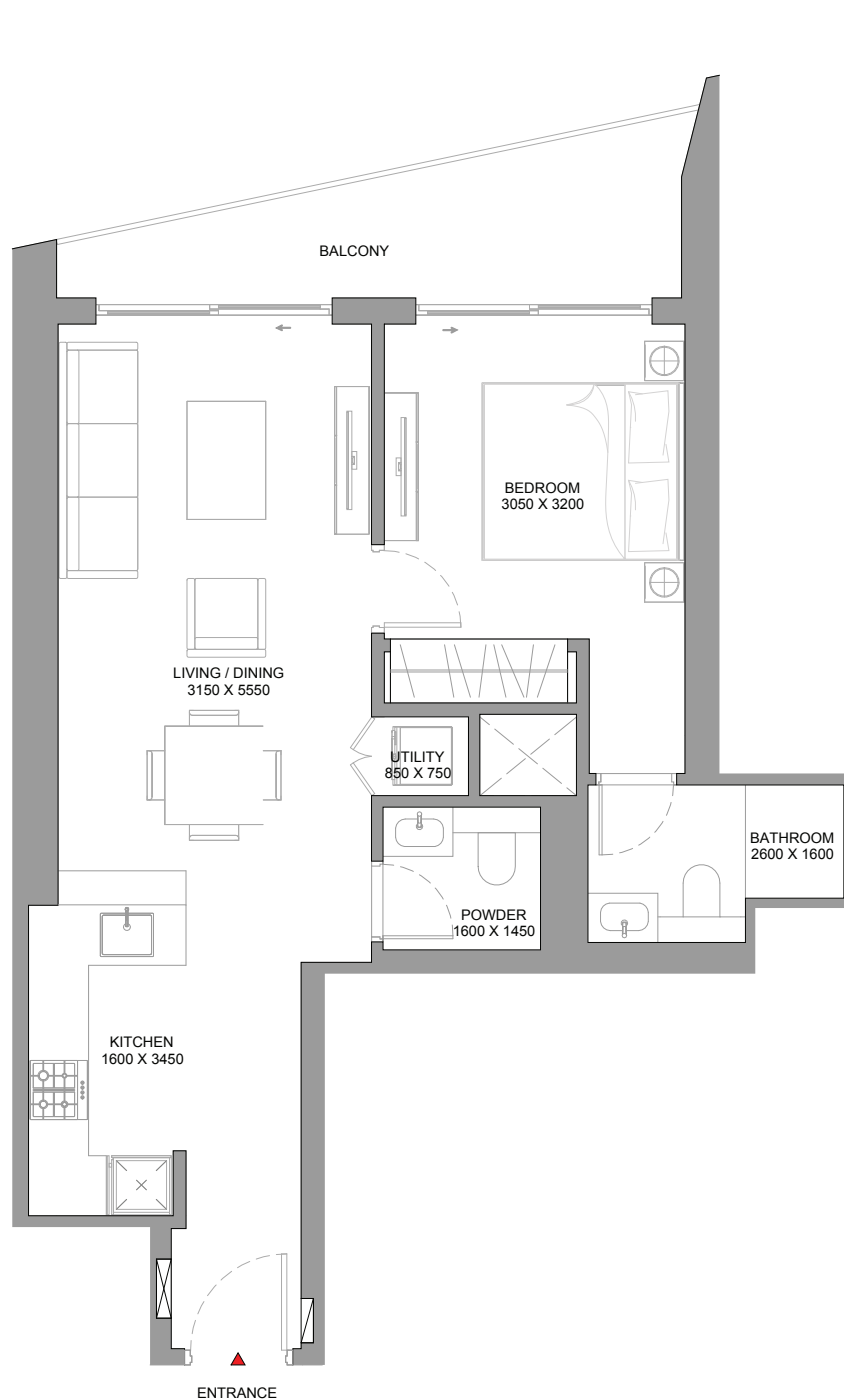 BALCONY
BEDROOM
3050 X 3200
LIVING / DINING
3150 X 5550
UTILITY
850 X 750
BATHROOM
2600 X 1600
POWDER
1600 X 1450
KITCHEN
1600 X 3450
ENTRANCE